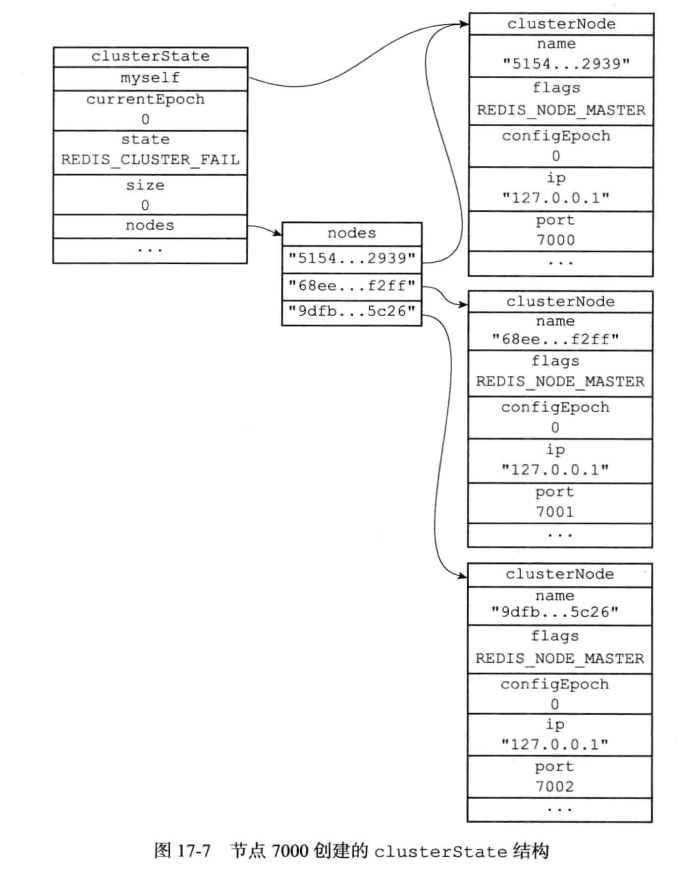 clusterState
myself
currentEpoch
0
state
REDIS_CLUSTER_FAIL
size
0
nodes
...
nodes
"5154...2939"
"68ee...f2ff"
"9dfb...5c26"
clusterNode
name
"5154...2939"
flags
REDIS_NODE_MASTER
configEpoch
0
ip
"127.0.0.1"
port
7000
...
clusterNode
name
"68ee...f2ff"
flags
REDIS_NODE_MASTER
configEpoch
0
ip
"127.0.0.1"
port
7001
...
clusterNode
name
"9dfb...5c26"
flags
REDIS_NODE_MASTER
configEpoch
0
ip
"127.0.0.1"
port
7002
...
图 17-7 节点 7000 创建的 clusterState 结构